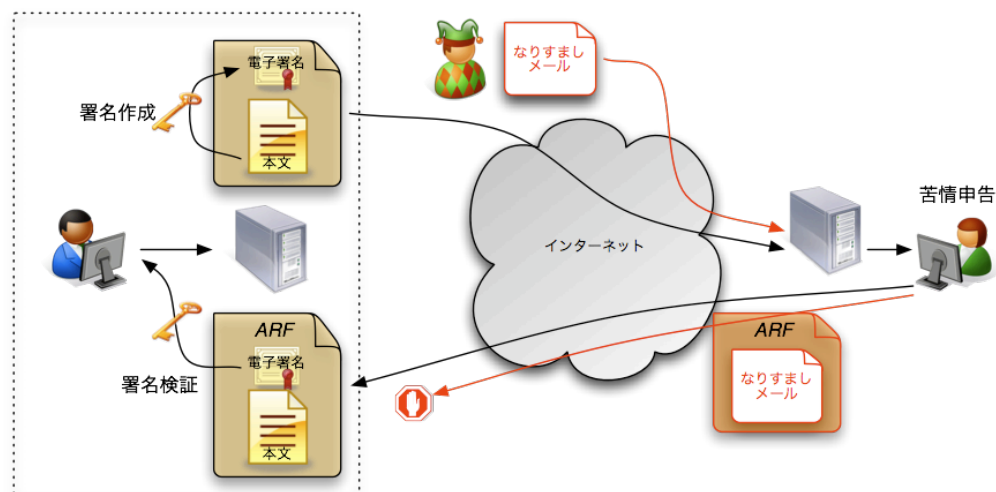 電子署名
署名作成
本文
なりすまし
メール
インターネット
苦情申告
ARF
電子署名
署名検証
本文
ARF
なりすまし
メール